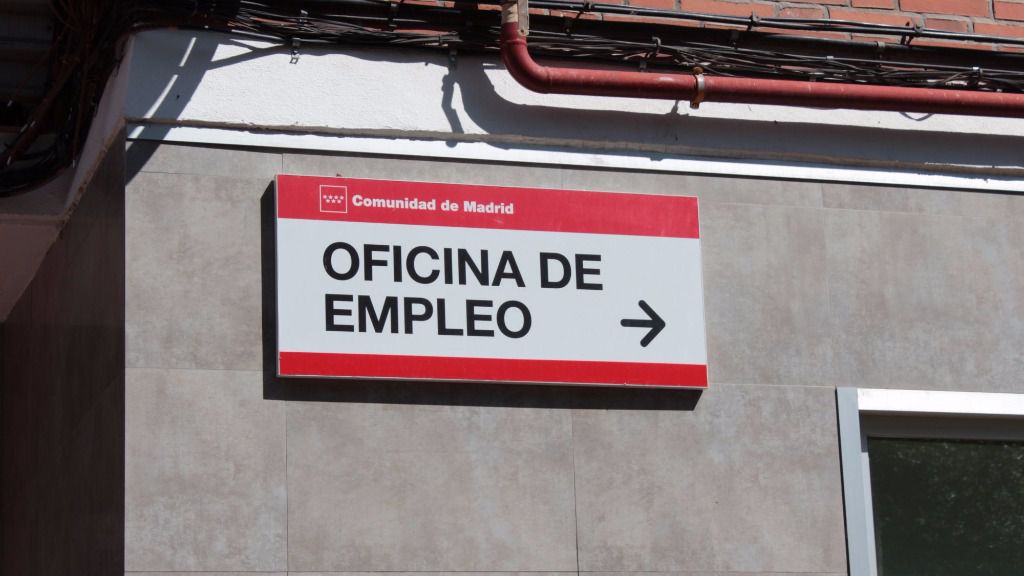 Comunidad de Madrid
OFICINA DE
EMPLEO